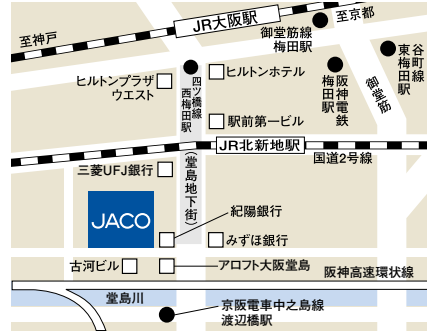 JR大阪駅
至神戸
至京都
御堂筋線
梅田駅
谷町線
東梅田駅
阪神電鉄
梅田駅
御堂筋
ヒルトンプラザ
ウエスト
四ツ橋線
西梅田駅
ヒルトンホテル
駅前第一ビル
JR北新地駅
国道2号線
三菱UFJ銀行
(堂島地下街)
JACO
紀陽銀行
みずほ銀行
古河ビル
アロフト大阪堂島
阪神高速環状線
堂島川
京阪電車中之島線
渡辺橋駅